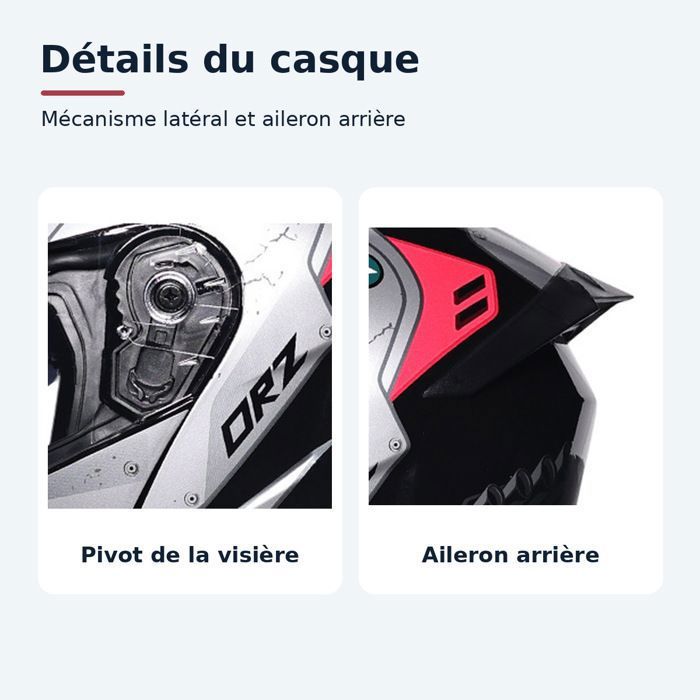 Détails du casque
Mécanisme latéral et aileron arrière
ORZ
Pivot de la visière
Aileron arrière